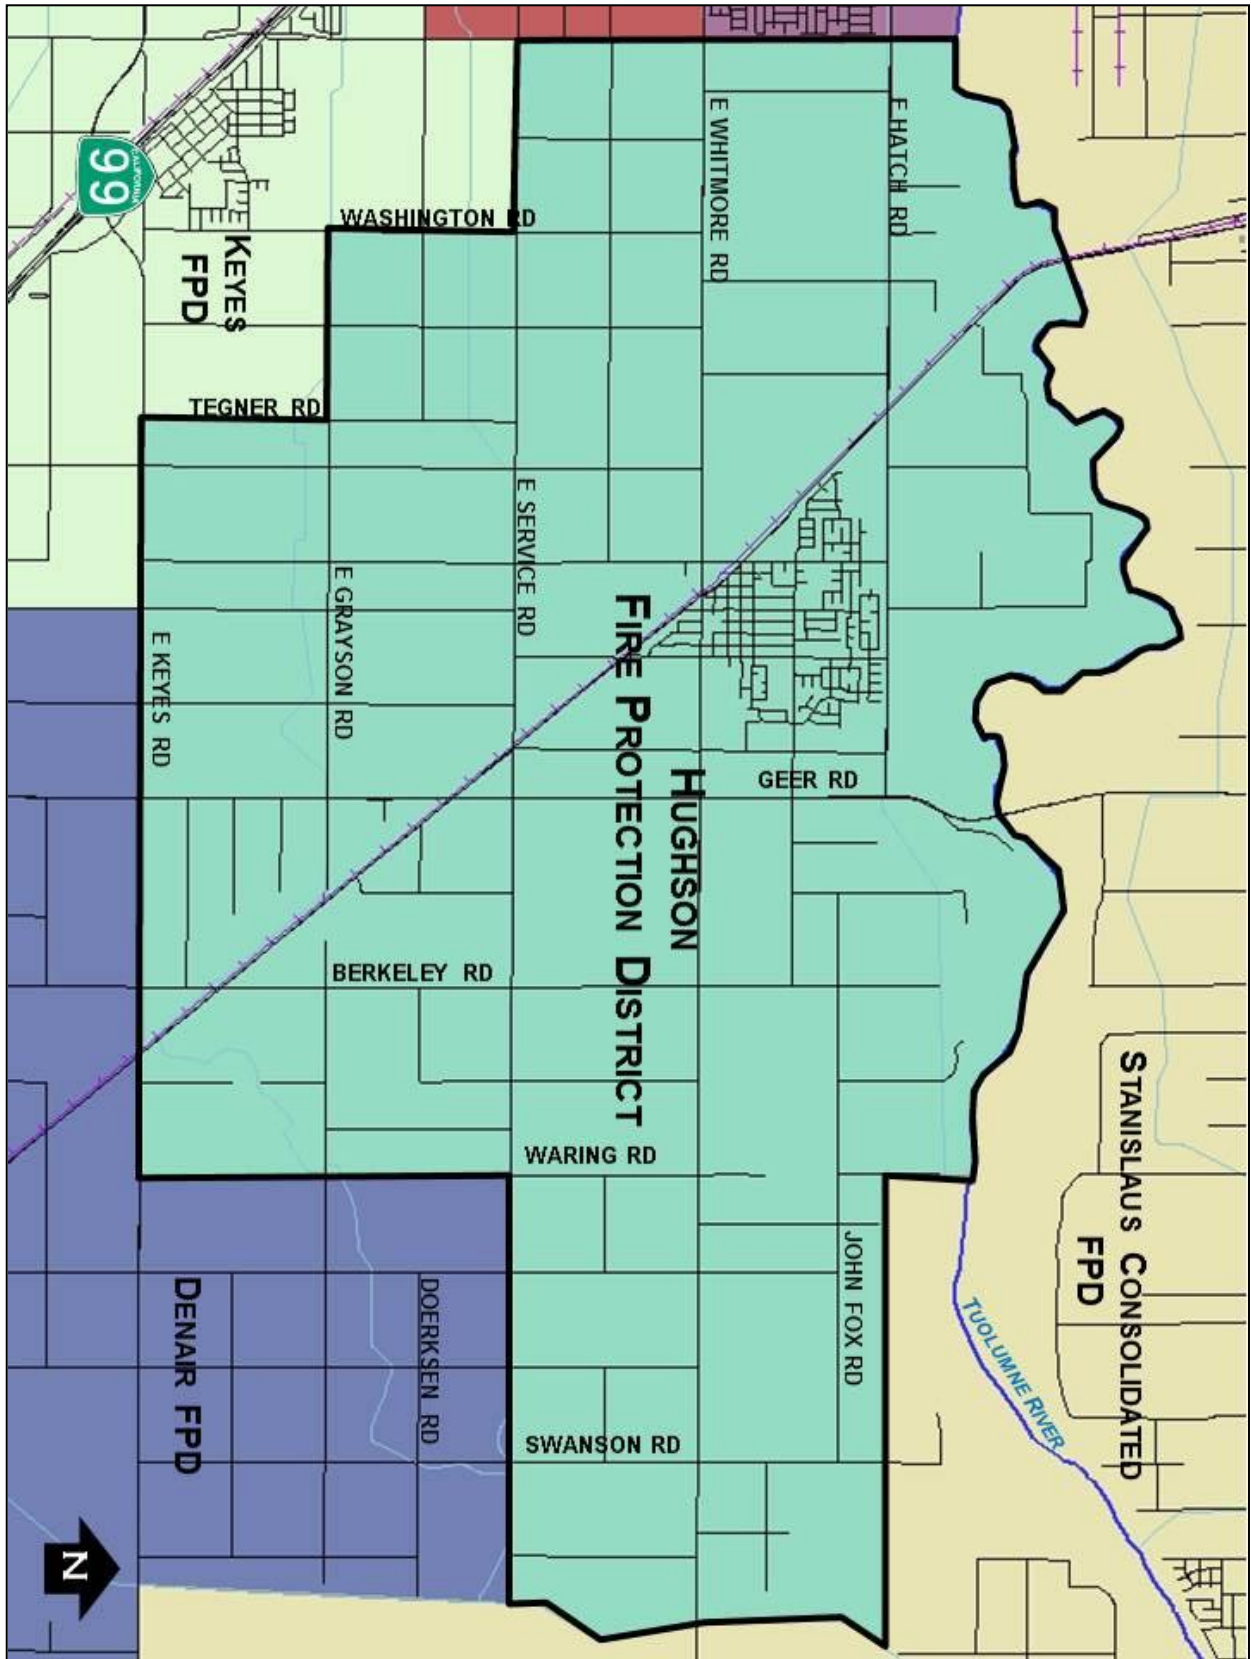 CALIFORNIA
99
KEYES
FPD
WASHINGTON RD
TEGNER RD
E WHITMORE RD
E HATCH RD
E SERVICE RD
E GRAYSON RD
E KEYES RD
HUGHSON
FIRE PROTECTION DISTRICT
GEER RD
BERKELEY RD
WARING RD
STANISLAUS CONSOLIDATED
FPD
JOHN FOX RD
TUOLUMNE RIVER
DOERKSEN RD
DENAIR FPD
SWANSON RD
N